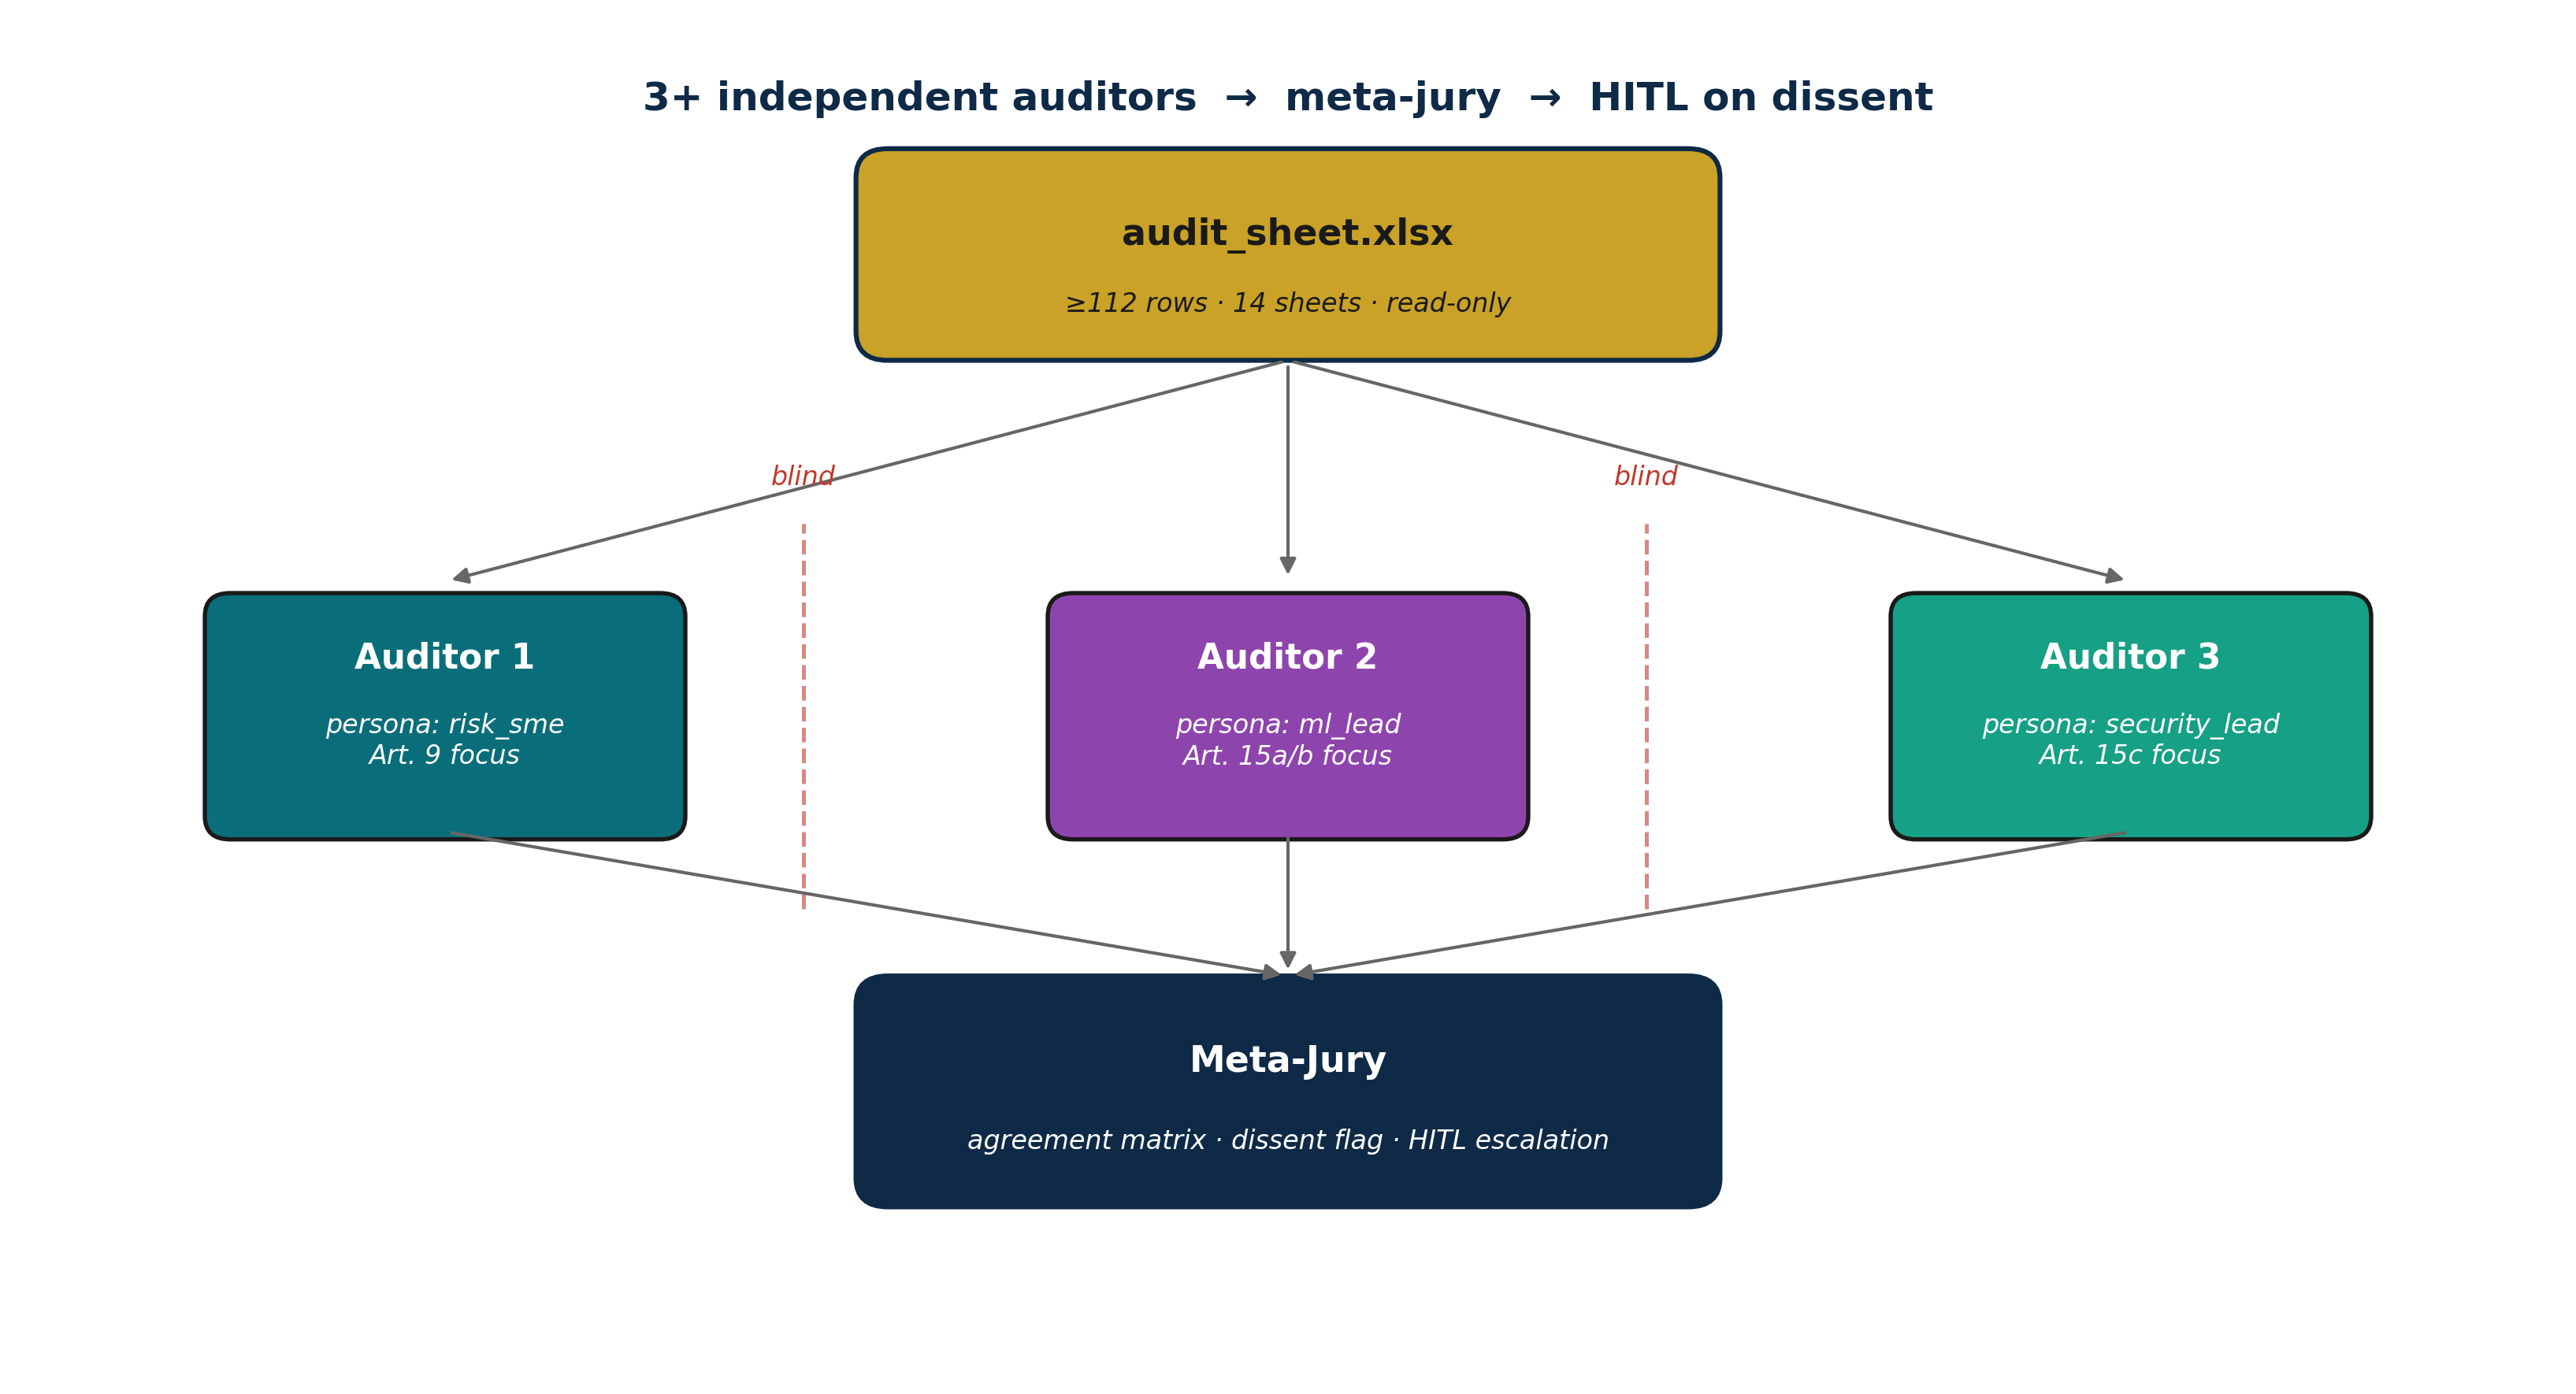 3+ independent auditors → meta-jury → HITL on dissent
audit_sheet.xlsx
≥112 rows · 14 sheets · read-only
blind
blind
Auditor 1
persona: risk_sme
Art. 9 focus
Auditor 2
persona: ml_lead
Art. 15a/b focus
Auditor 3
persona: security_lead
Art. 15c focus
Meta-Jury
agreement matrix · dissent flag · HITL escalation